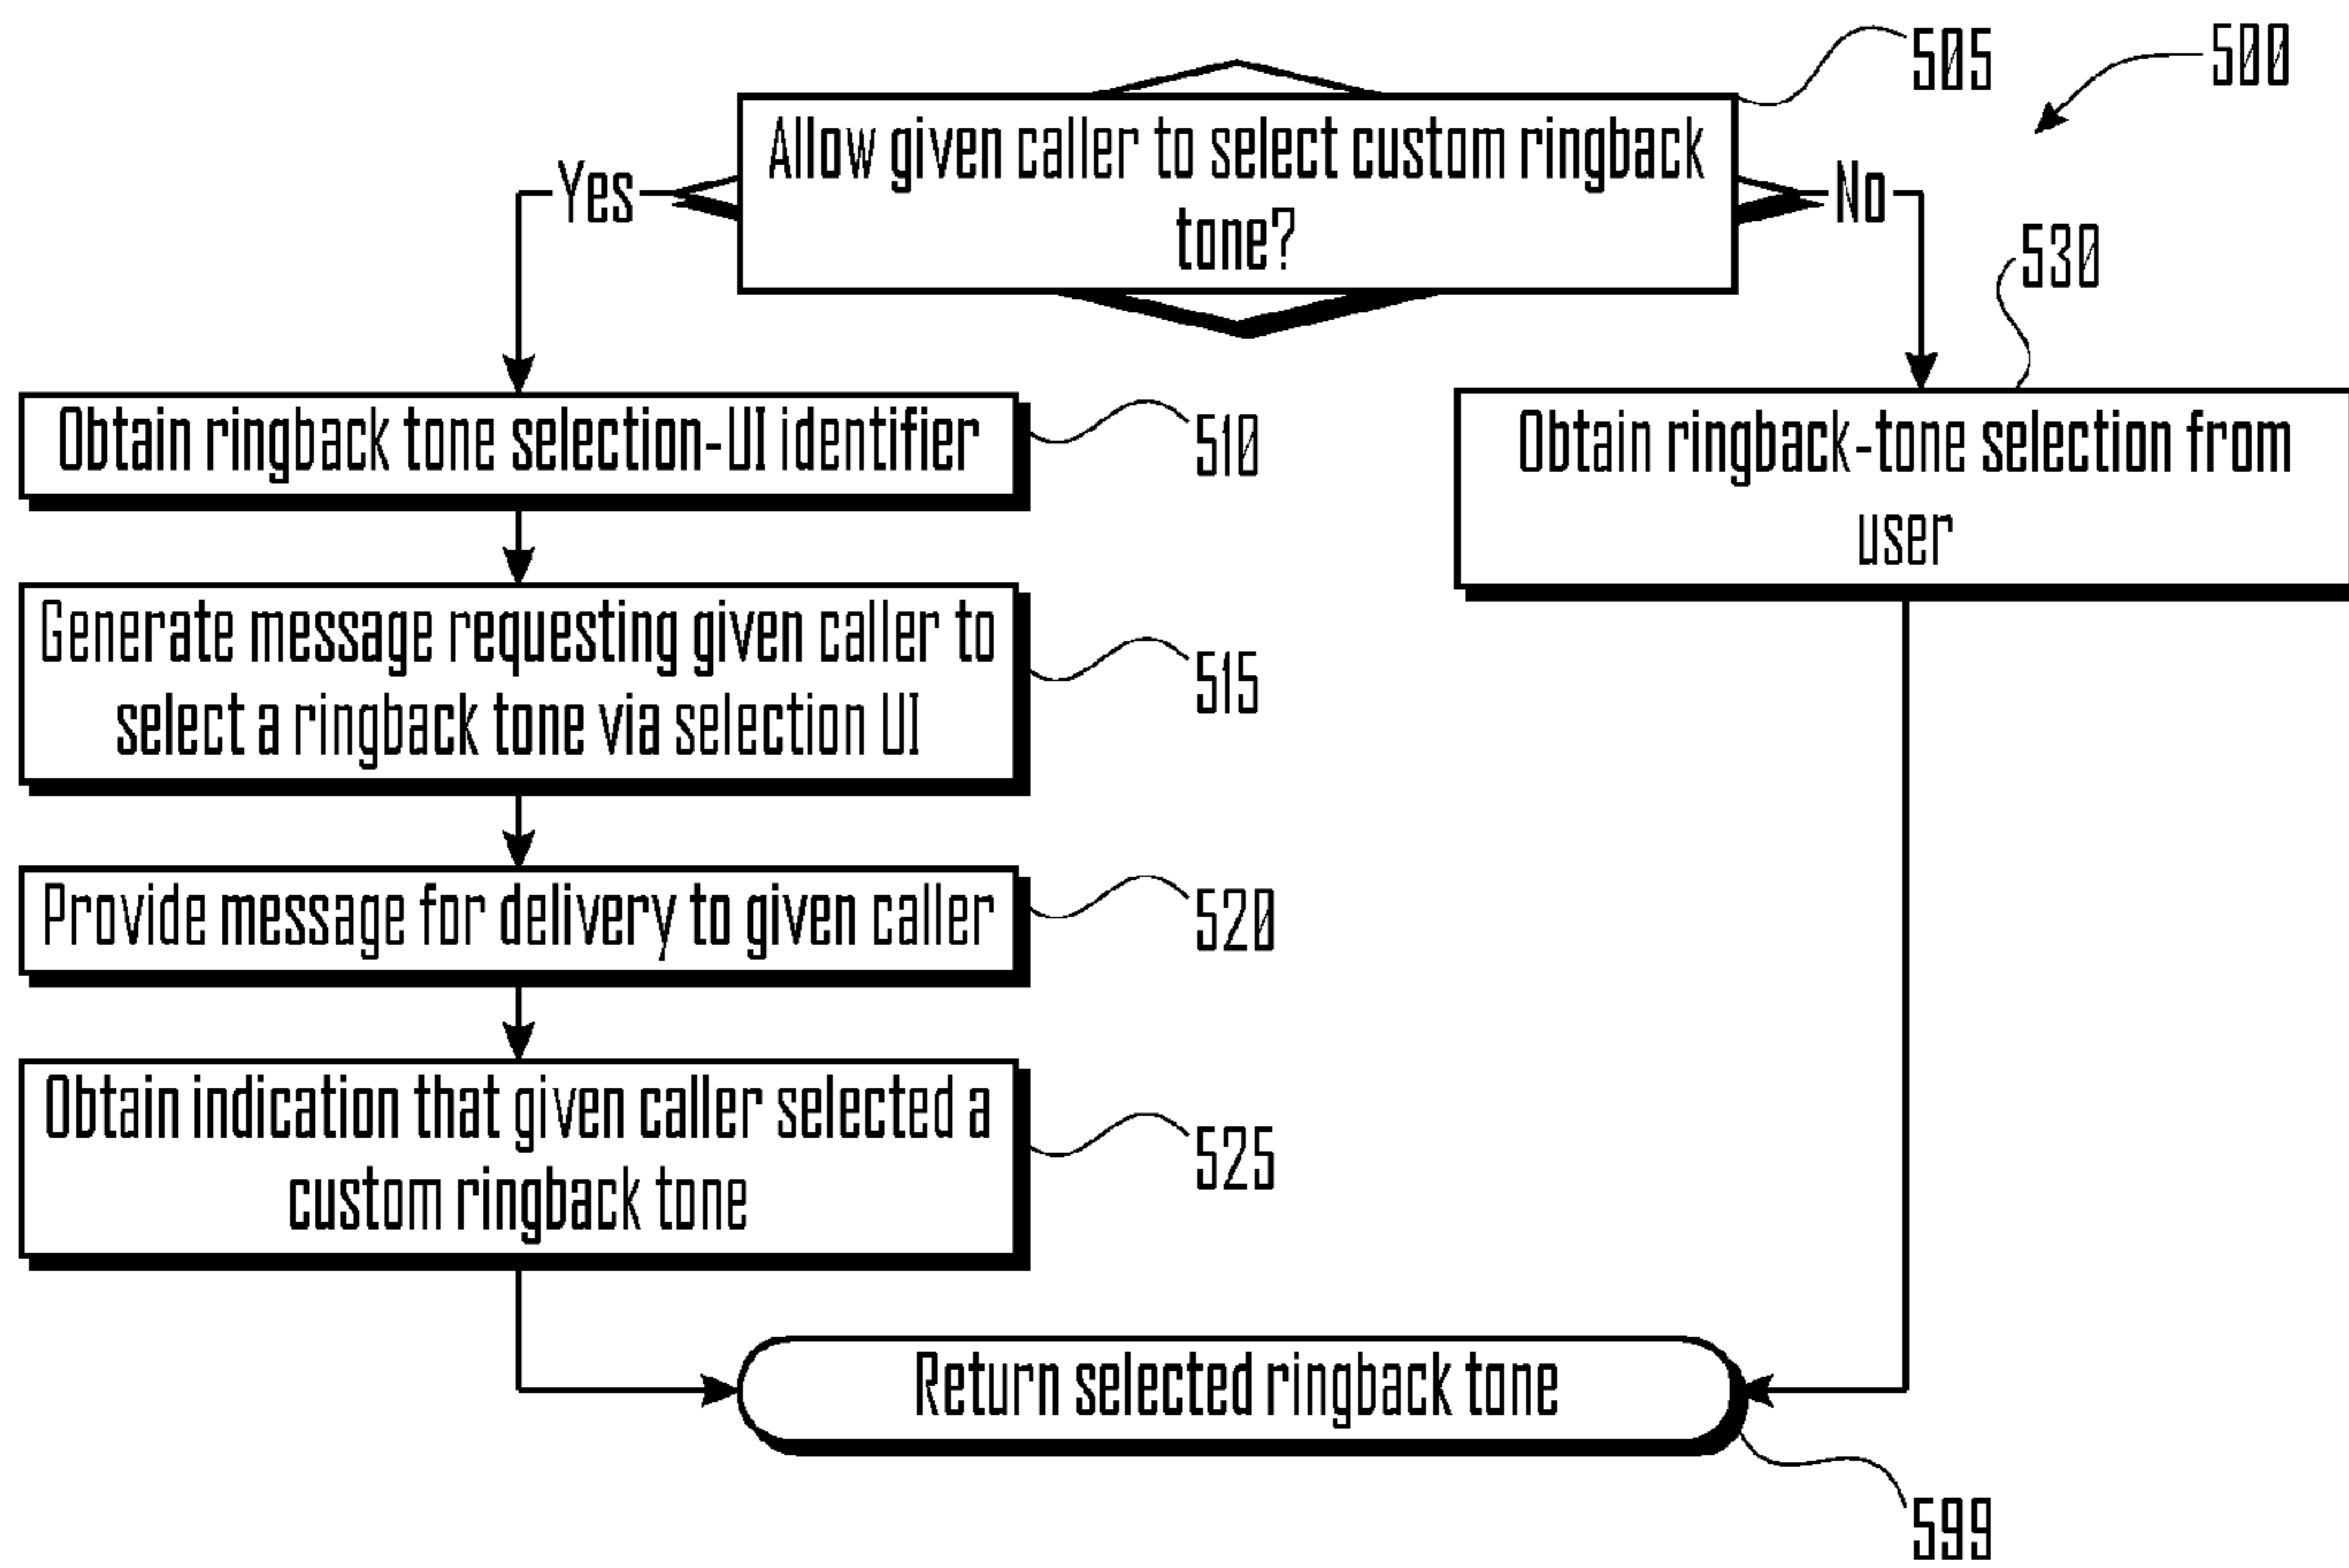 505
500
Allow given caller to select custom ringback
tone?
Yes
No
530
Obtain ringback tone selection-UI identifier
510
Obtain ringback-tone selection from
user
Generate message requesting given caller to
select a ringback tone via selection UI
515
Provide message for delivery to given caller
520
Obtain indication that given caller selected a
custom ringback tone
525
Return selected ringback tone
599